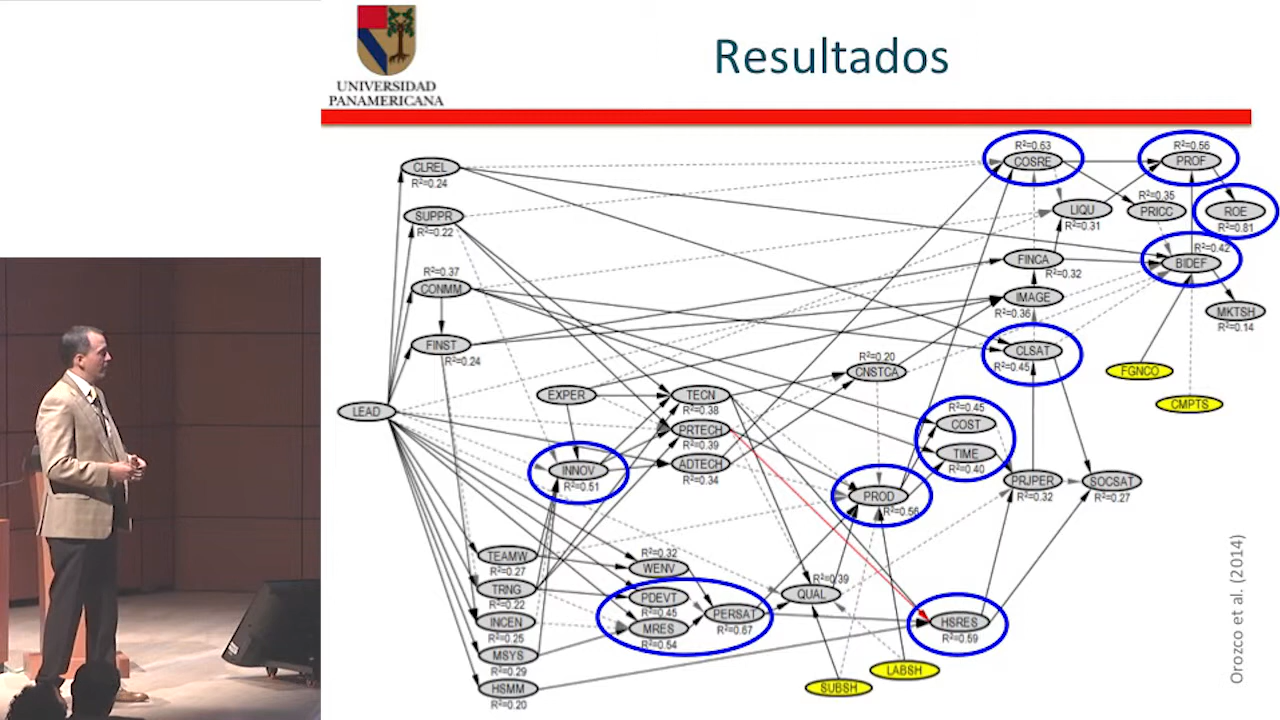 UNIVERSIDAD
PANAMERICANA
Resultados
R²=0.63
COSRE
R²=0.56
PROF
CLREL
R²=0.24
R²=0.35
PRICC
LIQU
R²=0.31
ROE
R²=0.81
SUPPR
R²=0.22
R²=0.42
BIDEF
FINCA
R²=0.32
R²=0.37
CONMM
IMAGE
R²=0.36
MKTSH
R²=0.14
FINST
R²=0.24
CLSAT
R²=0.45
R²=0.20
CNSTCA
FGNCO
CMPTS
EXPER
TECN
R²=0.38
LEAD
R²=0.45
COST
PRTECH
R²=0.39
TIME
R²=0.40
INNOV
R²=0.51
ADTECH
R²=0.34
PROD
R²=0.56
PRJPER
R²=0.32
SOCSAT
R²=0.27
TEAMW
R²=0.27
R²=0.32
WENV
TRNG
R²=0.22
PDEVT
R²=0.45
R²=0.39
QUAL
INCEN
R²=0.25
MRES
R²=0.54
PERSAT
R²=0.67
HSRES
R²=0.59
MSYS
R²=0.29
LABSH
HSMM
R²=0.20
SUBSH
Orozco et al. (2014)